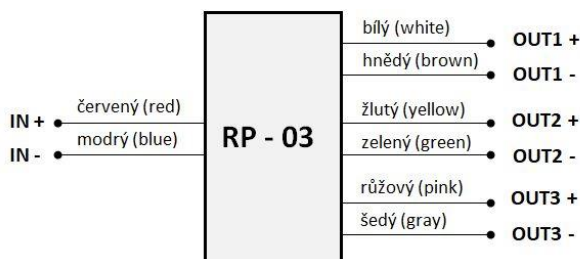 bílý (white)
OUT1 +
hnědý (brown)
OUT1 -
IN +
červený (red)
IN -
modrý (blue)
RP - 03
žlutý (yellow)
OUT2 +
zelený (green)
OUT2 -
růžový (pink)
OUT3 +
šedý (gray)
OUT3 -